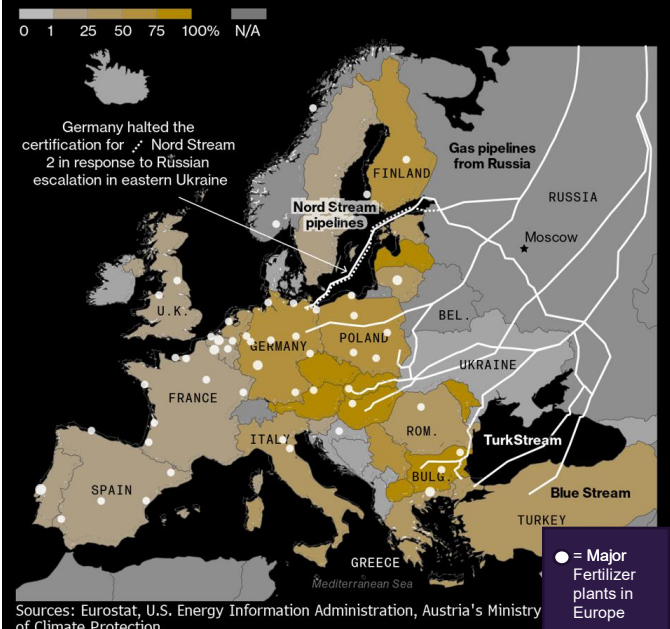 0 1 25 50 75 100% N/A
Germany halted the
certification for Nord Stream
2 in response to Russian
escalation in eastern Ukraine
Gas pipelines
from Russia
FINLAND
RUSSIA
Nord Stream
pipelines
Moscow
U.K.
BEL.
GERMANY
POLAND
UKRAINE
FRANCE
ITALY
ROM.
TurkStream
SPAIN
BULG.
Blue Stream
TURKEY
GREECE
Mediterranean Sea
= Major
Fertilizer
plants in
Europe
Sources: Eurostat, U.S. Energy Information Administration, Austria's Ministry
of Climate Protection